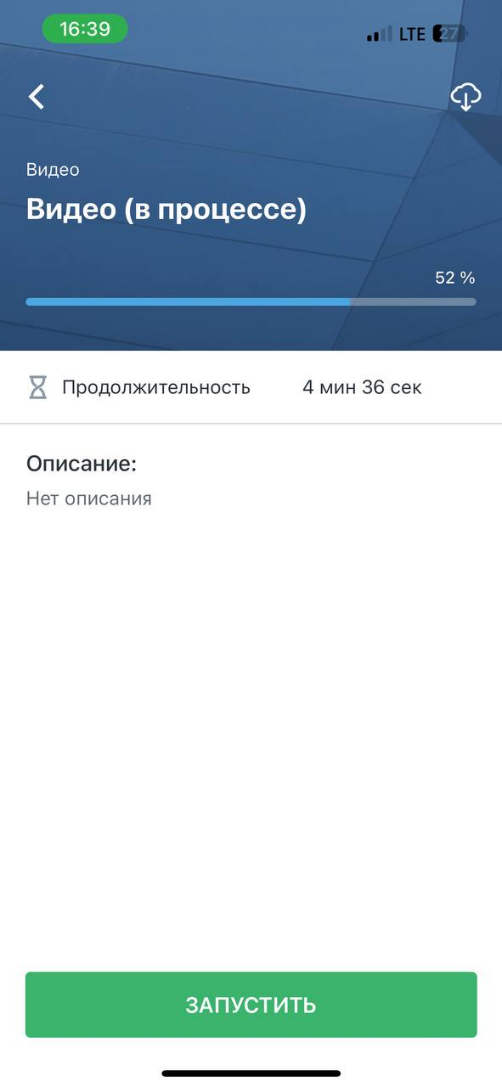 16:39
LTE 27
Видео
Видео (в процессе)
52 %
Продолжительность 4 мин 36 сек
Описание:
Нет описания
ЗАПУСТИТЬ